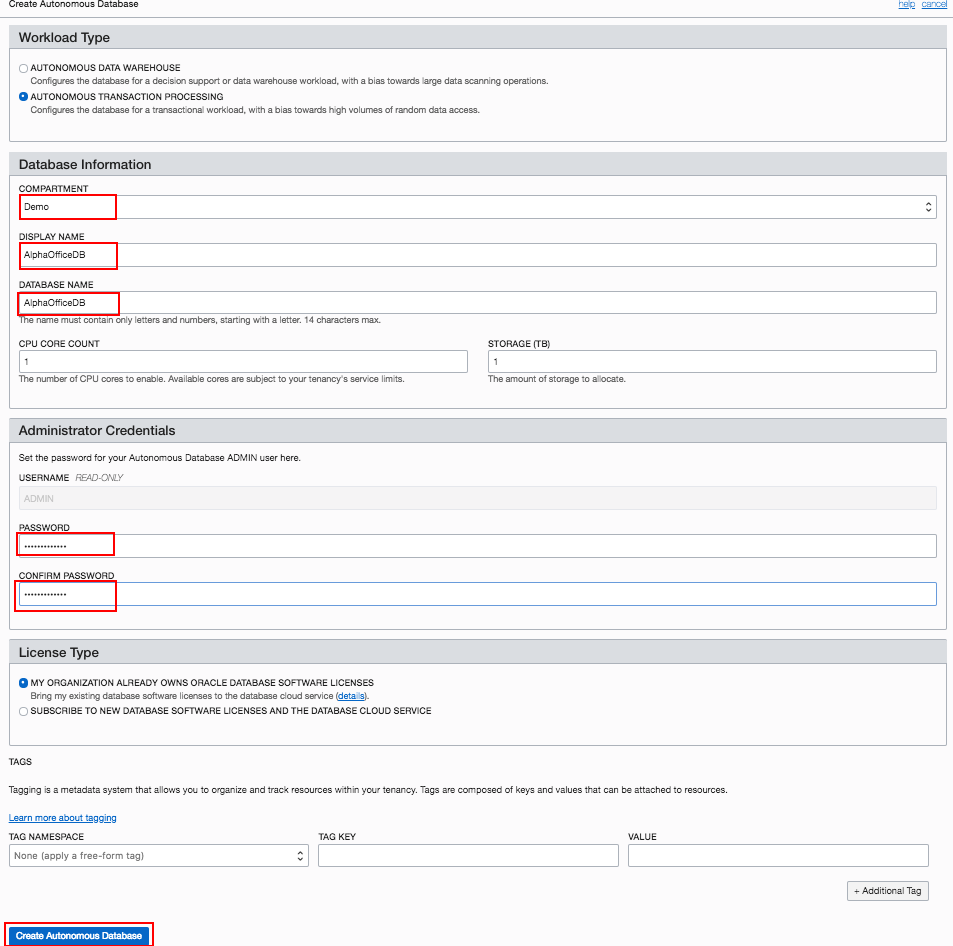 Create Autonomous Database
help cancel
Workload Type
AUTONOMOUS DATA WAREHOUSE
Configures the database for a decision support or data warehouse workload, with a bias towards large data scanning operations.
AUTONOMOUS TRANSACTION PROCESSING
Configures the database for a transactional workload, with a bias towards high volumes of random data access.
Database Information
COMPARTMENT
Demo
DISPLAY NAME
AlphaOfficeDB
DATABASE NAME
AlphaOfficeDB
The name must contain only letters and numbers, starting with a letter. 14 characters max.
CPU CORE COUNT
1
The number of CPU cores to enable. Available cores are subject to your tenancy's service limits.
STORAGE (TB)
1
The amount of storage to allocate.
Administrator Credentials
Set the password for your Autonomous Database ADMIN user here.
USERNAME READ-ONLY
ADMIN
PASSWORD
•••••••••••••
CONFIRM PASSWORD
•••••••••••••
License Type
MY ORGANIZATION ALREADY OWNS ORACLE DATABASE SOFTWARE LICENSES
Bring my existing database software licenses to the database cloud service (details).
SUBSCRIBE TO NEW DATABASE SOFTWARE LICENSES AND THE DATABASE CLOUD SERVICE
TAGS
Tagging is a metadata system that allows you to organize and track resources within your tenancy. Tags are composed of keys and values that can be attached to resources.
Learn more about tagging
TAG NAMESPACE
None (apply a free-form tag)
TAG KEY
VALUE
+ Additional Tag
Create Autonomous Database